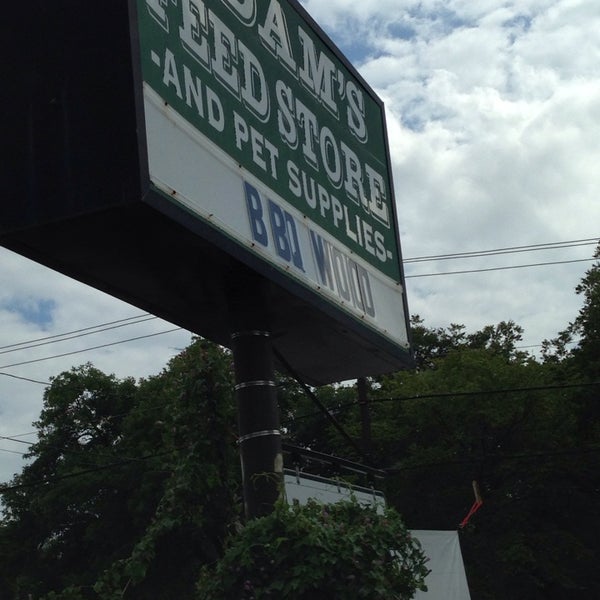 ADAM'S
FEED STORE
-AND PET SUPPLIES-
BBQ WOOD